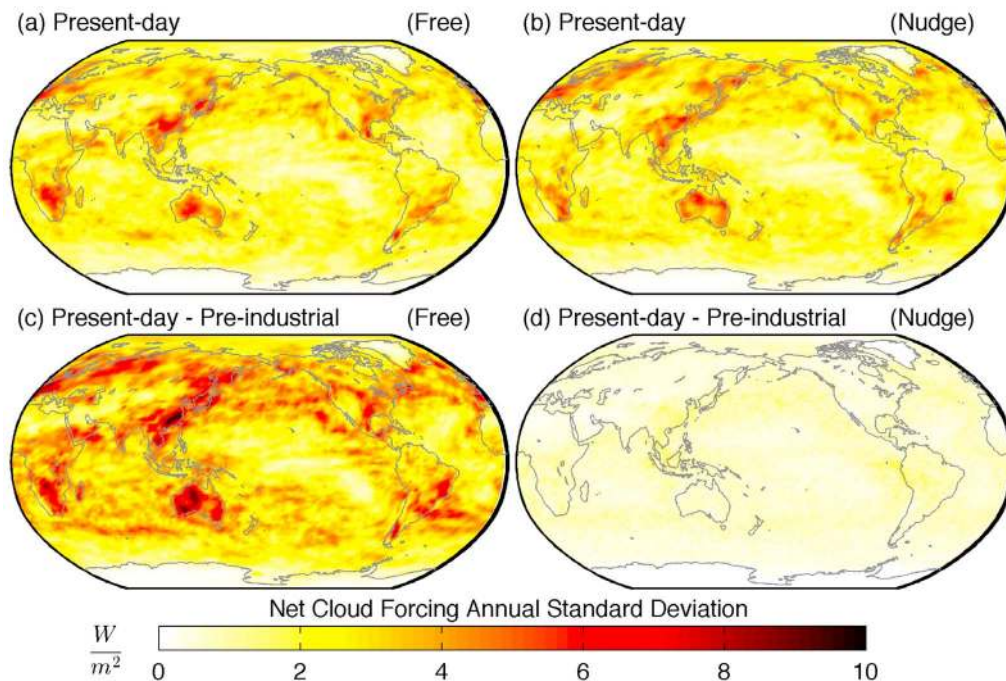 (a) Present-day (Free)
(b) Present-day (Nudge)
(c) Present-day - Pre-industrial (Free)
(d) Present-day - Pre-industrial (Nudge)
Net Cloud Forcing Annual Standard Deviation
W
m²
0 2 4 6 8 10